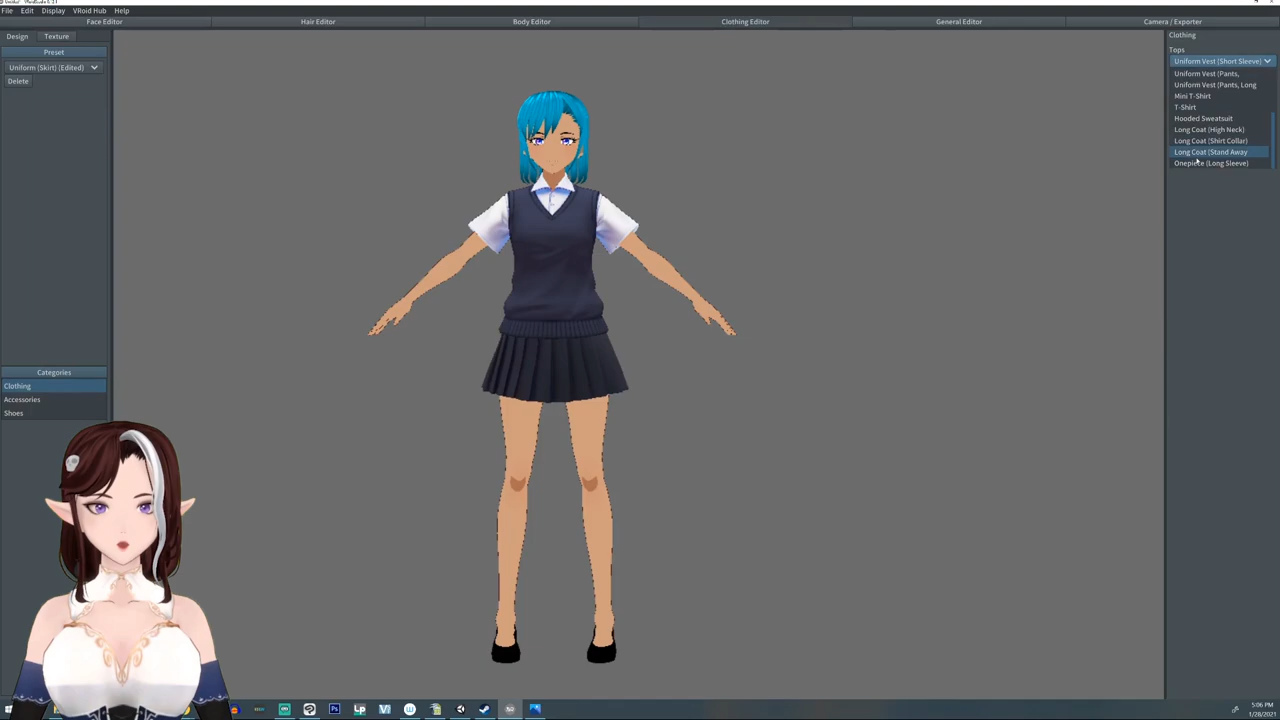 File Edit Display VRoid Hub Help
Face Editor Hair Editor Body Editor Clothing Editor General Editor Camera / Exporter
Design Texture
Preset
Uniform (Skirt) (Edited)
Delete
Categories
Clothing
Accessories
Shoes
Clothing
Tops
Uniform Vest (Short Sleeve)
Uniform Vest (Pants,
Uniform Vest (Pants, Long
Mini T-Shirt
T-Shirt
Hooded Sweatsuit
Long Coat (High Neck)
Long Coat (Shirt Collar)
Long Coat (Stand Away
Onepiece (Long Sleeve)
5:06 PM
1/28/2021